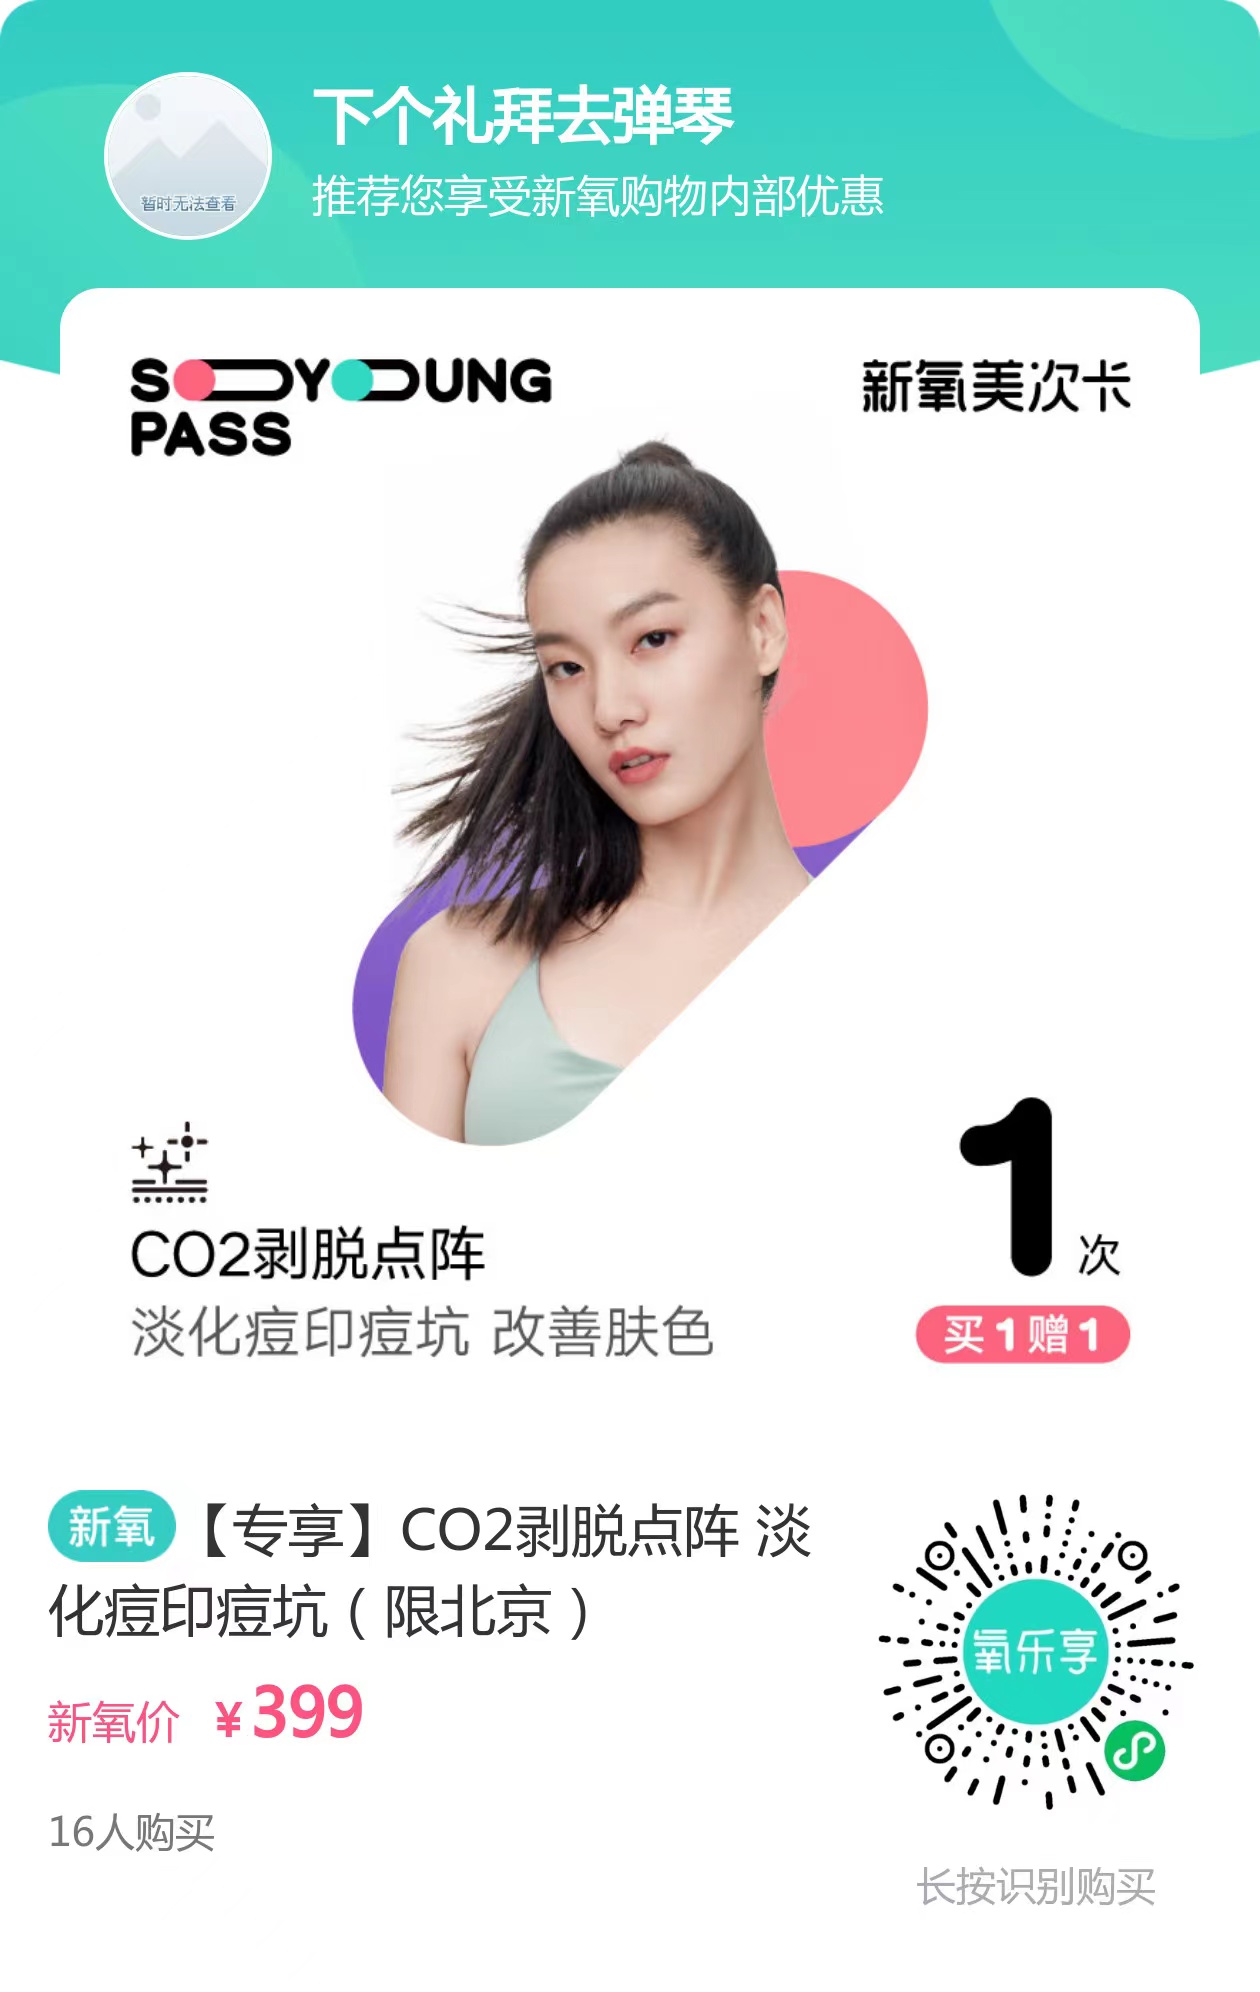 下个礼拜去弹琴
暂时无法查看
推荐您享受新氧购物内部优惠
SOOYOUNG
PASS
新氧美次卡
1次
CO2剥脱点阵
淡化痘印痘坑 改善肤色
买1赠1
新氧【专享】CO2剥脱点阵 淡
化痘印痘坑（限北京）
新氧价 ¥399
16人购买
氧乐享
长按识别购买